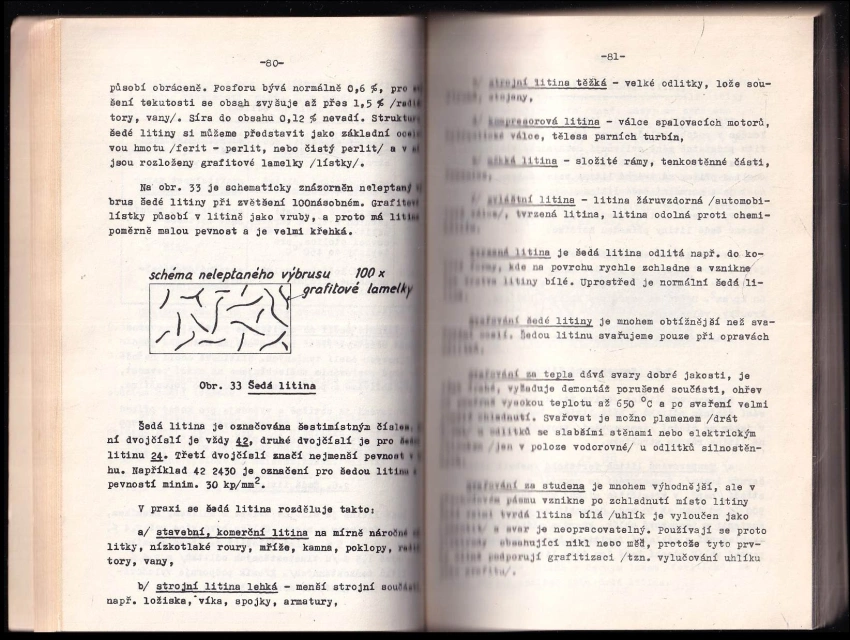 -80-
působí obráceně. Fosforu bývá normálně 0,6 %, pro
šení tekutosti se obsah zvyšuje až přes 1,5 %
tory, vany/. Síra do obsahu 0,12 % nevadí.
šedé litiny si můžeme představit jako základní
vou hmotu /ferit - perlit, nebo čistý perlit/ a v
jsou rozloženy grafitové lamelky /lístky/.
Na obr. 33 je schematicky znázorněn neleptaný
brus šedé litiny při zvětšení 100násobném.
lístky působí v litině jako vruby, a proto má
poměrně malou pevnost a je velmi křehká.
schéma neleptaného výbrusu 100x
grafitové lamelky
Obr. 33 Šedá litina
Šedá litina je označována šestimístným
ní dvojčíslí je vždy 42, druhé dvojčíslí je pro
litinu 24. Třetí dvojčíslí značí nejmenší pevnost
hu. Například 42 2430 je označení pro šedou
pevností minim. 30 kp/mm2.
V praxi se šedá litina rozděluje takto:
a/ stavební, komerční litina na mírně
litky, nízkotlaké roury, mříže, kamna, poklopy,
tory, vany,
b/ strojní litina lehká - menší strojní
např. ložiska, víka, spojky, armatury,
-81-
strojní litina těžká - velké odlitky, lože sou-
stojany,
kompresorová litina - válce spalovacích motorů,
válce, tělesa parních turbín,
litina - složité rámy, tenkostěnné části,
litina - litina žáruvzdorná /automobi-
tvrzená litina, litina odolná proti chemi-
litina je šedá litina odlitá např. do ko-
kde na povrchu rychle zchladne a vznikne
litiny bílé. Uprostřed je normální šedá li-
šedé litiny je mnohem obtížnější než sva-
Šedou litinu svařujeme pouze při opravách
za tepla dává svary dobré jakosti, je
vyžaduje demontáž porušené součásti, ohřev
vysokou teplotu až 650 °C a po svaření velmi
Svařovat je možno plamenem /drát
odlitků se slabšími stěnami nebo elektrickým
/jen v poloze vodorovné/ u odlitků silnostěn-
za studena je mnohem výhodnější, ale v
pásmu vznikne po zchladnutí místo litiny
tvrdá litina bílá /uhlík je vyloučen jako
a svar je neopracovatelný. Používají se proto
obsahující nikl nebo měď, protože tyto prv-
podporují grafitizaci /tzn. vylučování uhlíku